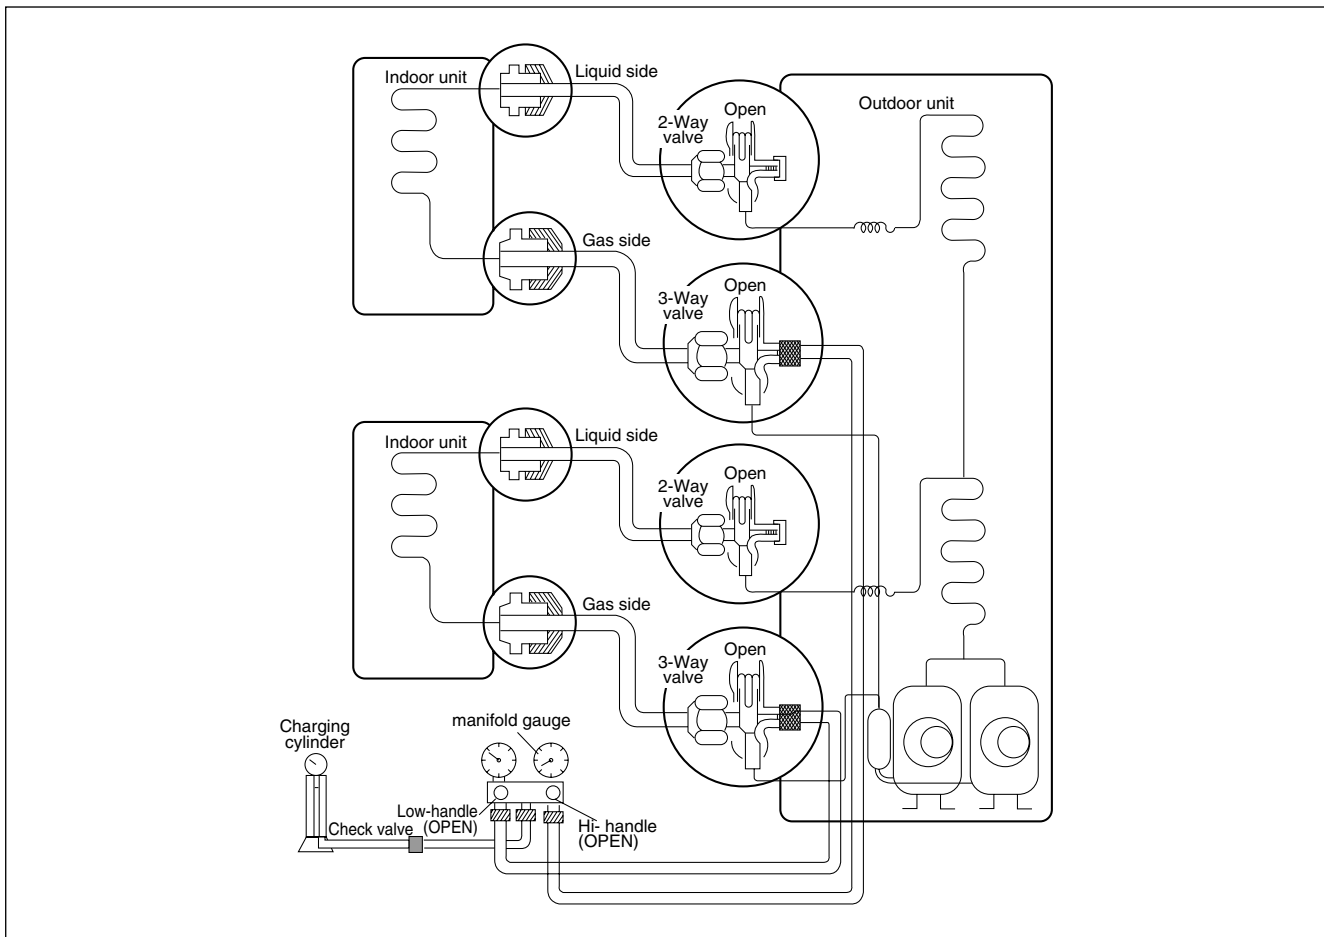 Indoor unit
Liquid side
Outdoor unit
Open
2-Way
valve
Gas side
Open
3-Way
valve
Indoor unit
Liquid side
Open
2-Way
valve
Gas side
Open
3-Way
valve
Charging
cylinder
manifold gauge
Low-handle
(OPEN)
Check valve
Hi- handle
(OPEN)